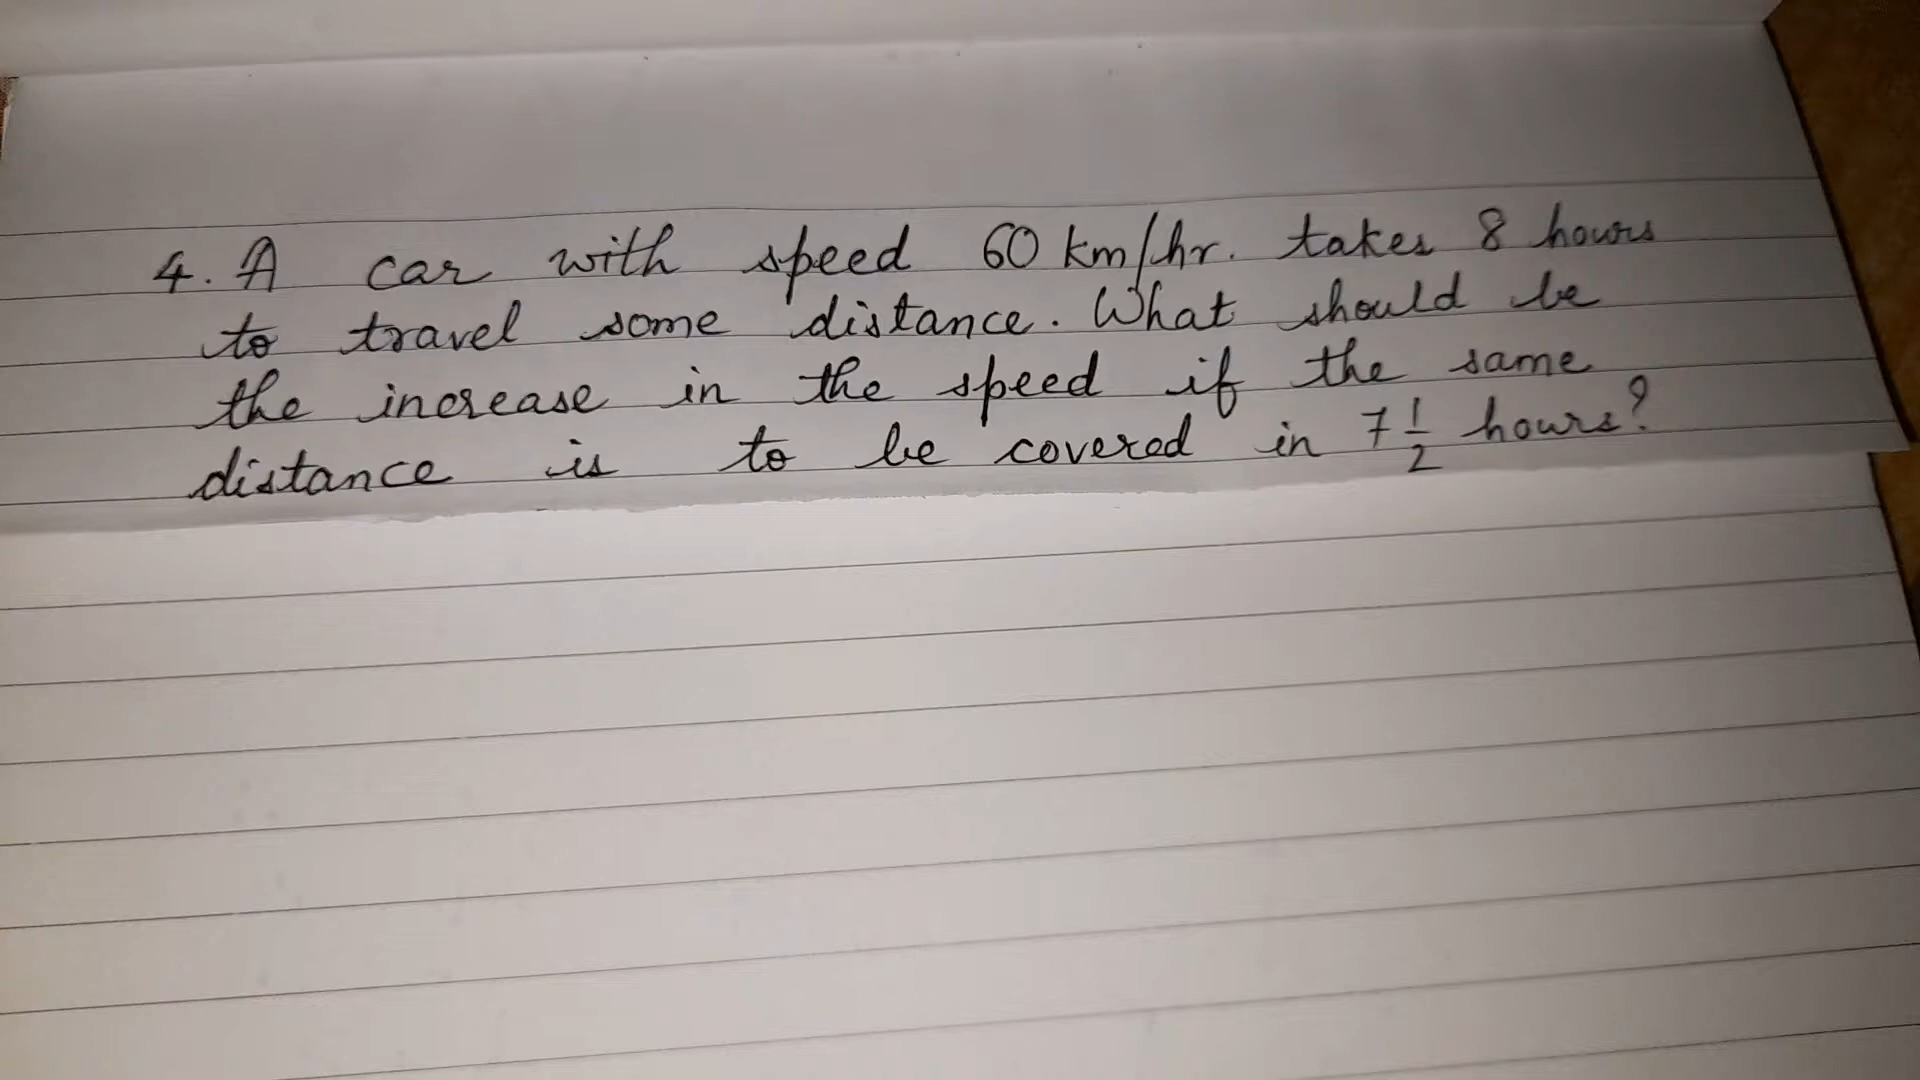 4. A car with speed 60 km/hr. takes 8 hours
to travel some distance. What should be
the increase in the speed if the same
distance is to be covered in 7 1/2 hours?